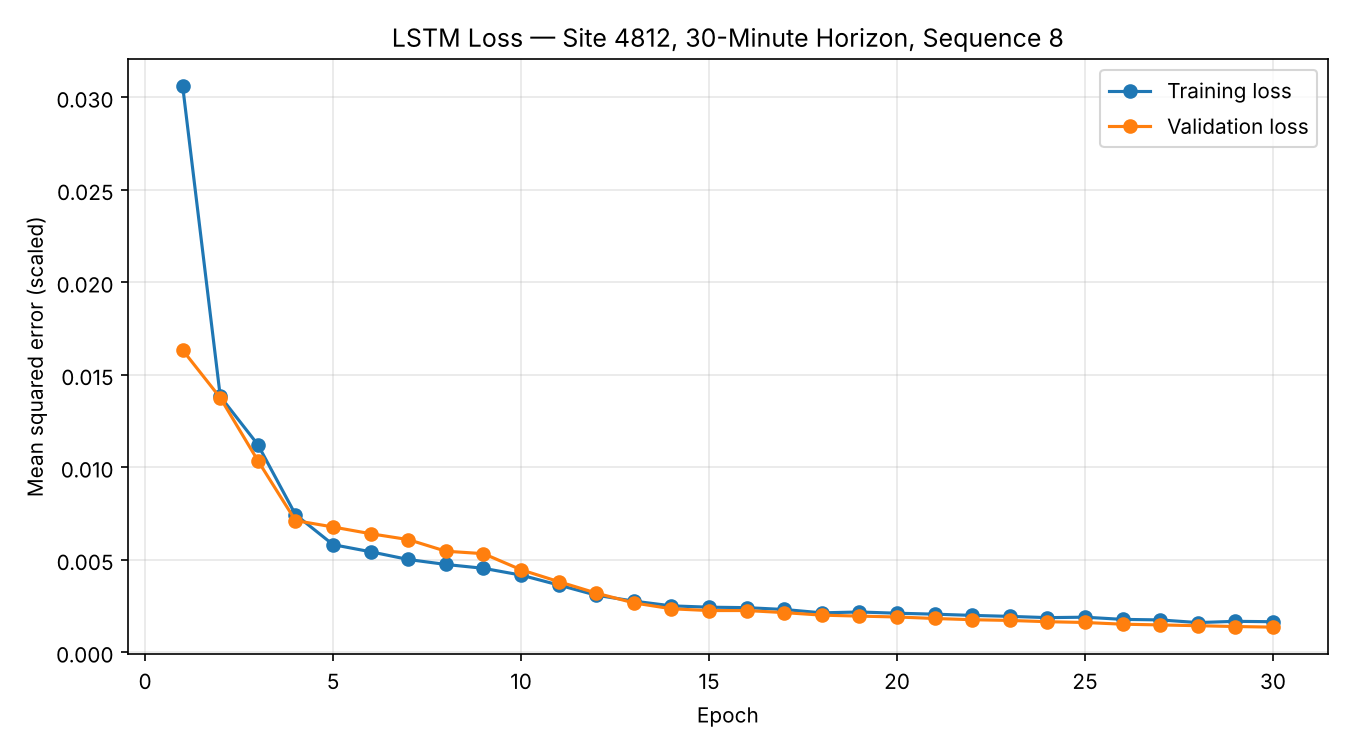 LSTM Loss — Site 4812, 30-Minute Horizon, Sequence 8
Training loss
Validation loss
Mean squared error (scaled)
0.030
0.025
0.020
0.015
0.010
0.005
0.000
0 5 10 15 20 25 30
Epoch